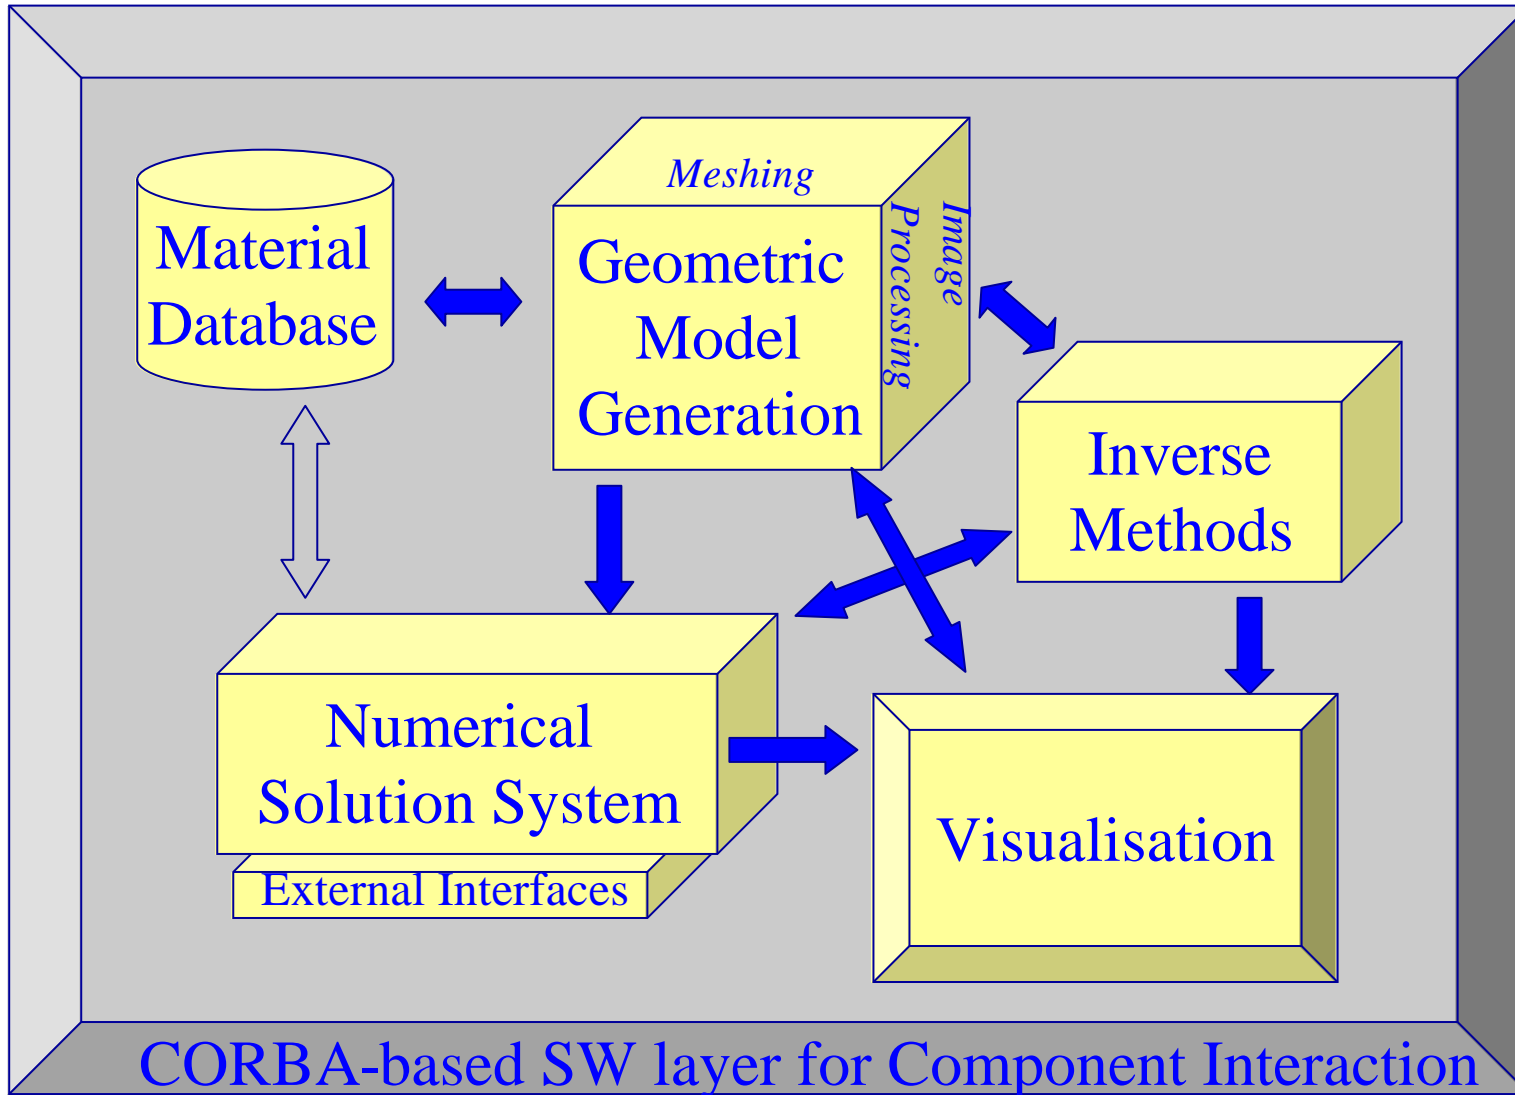 Meshing
Image
Processing
Material
Database
Geometric
Model
Generation
Inverse
Methods
Numerical
Solution System
External Interfaces
Visualisation
CORBA-based SW layer for Component Interaction